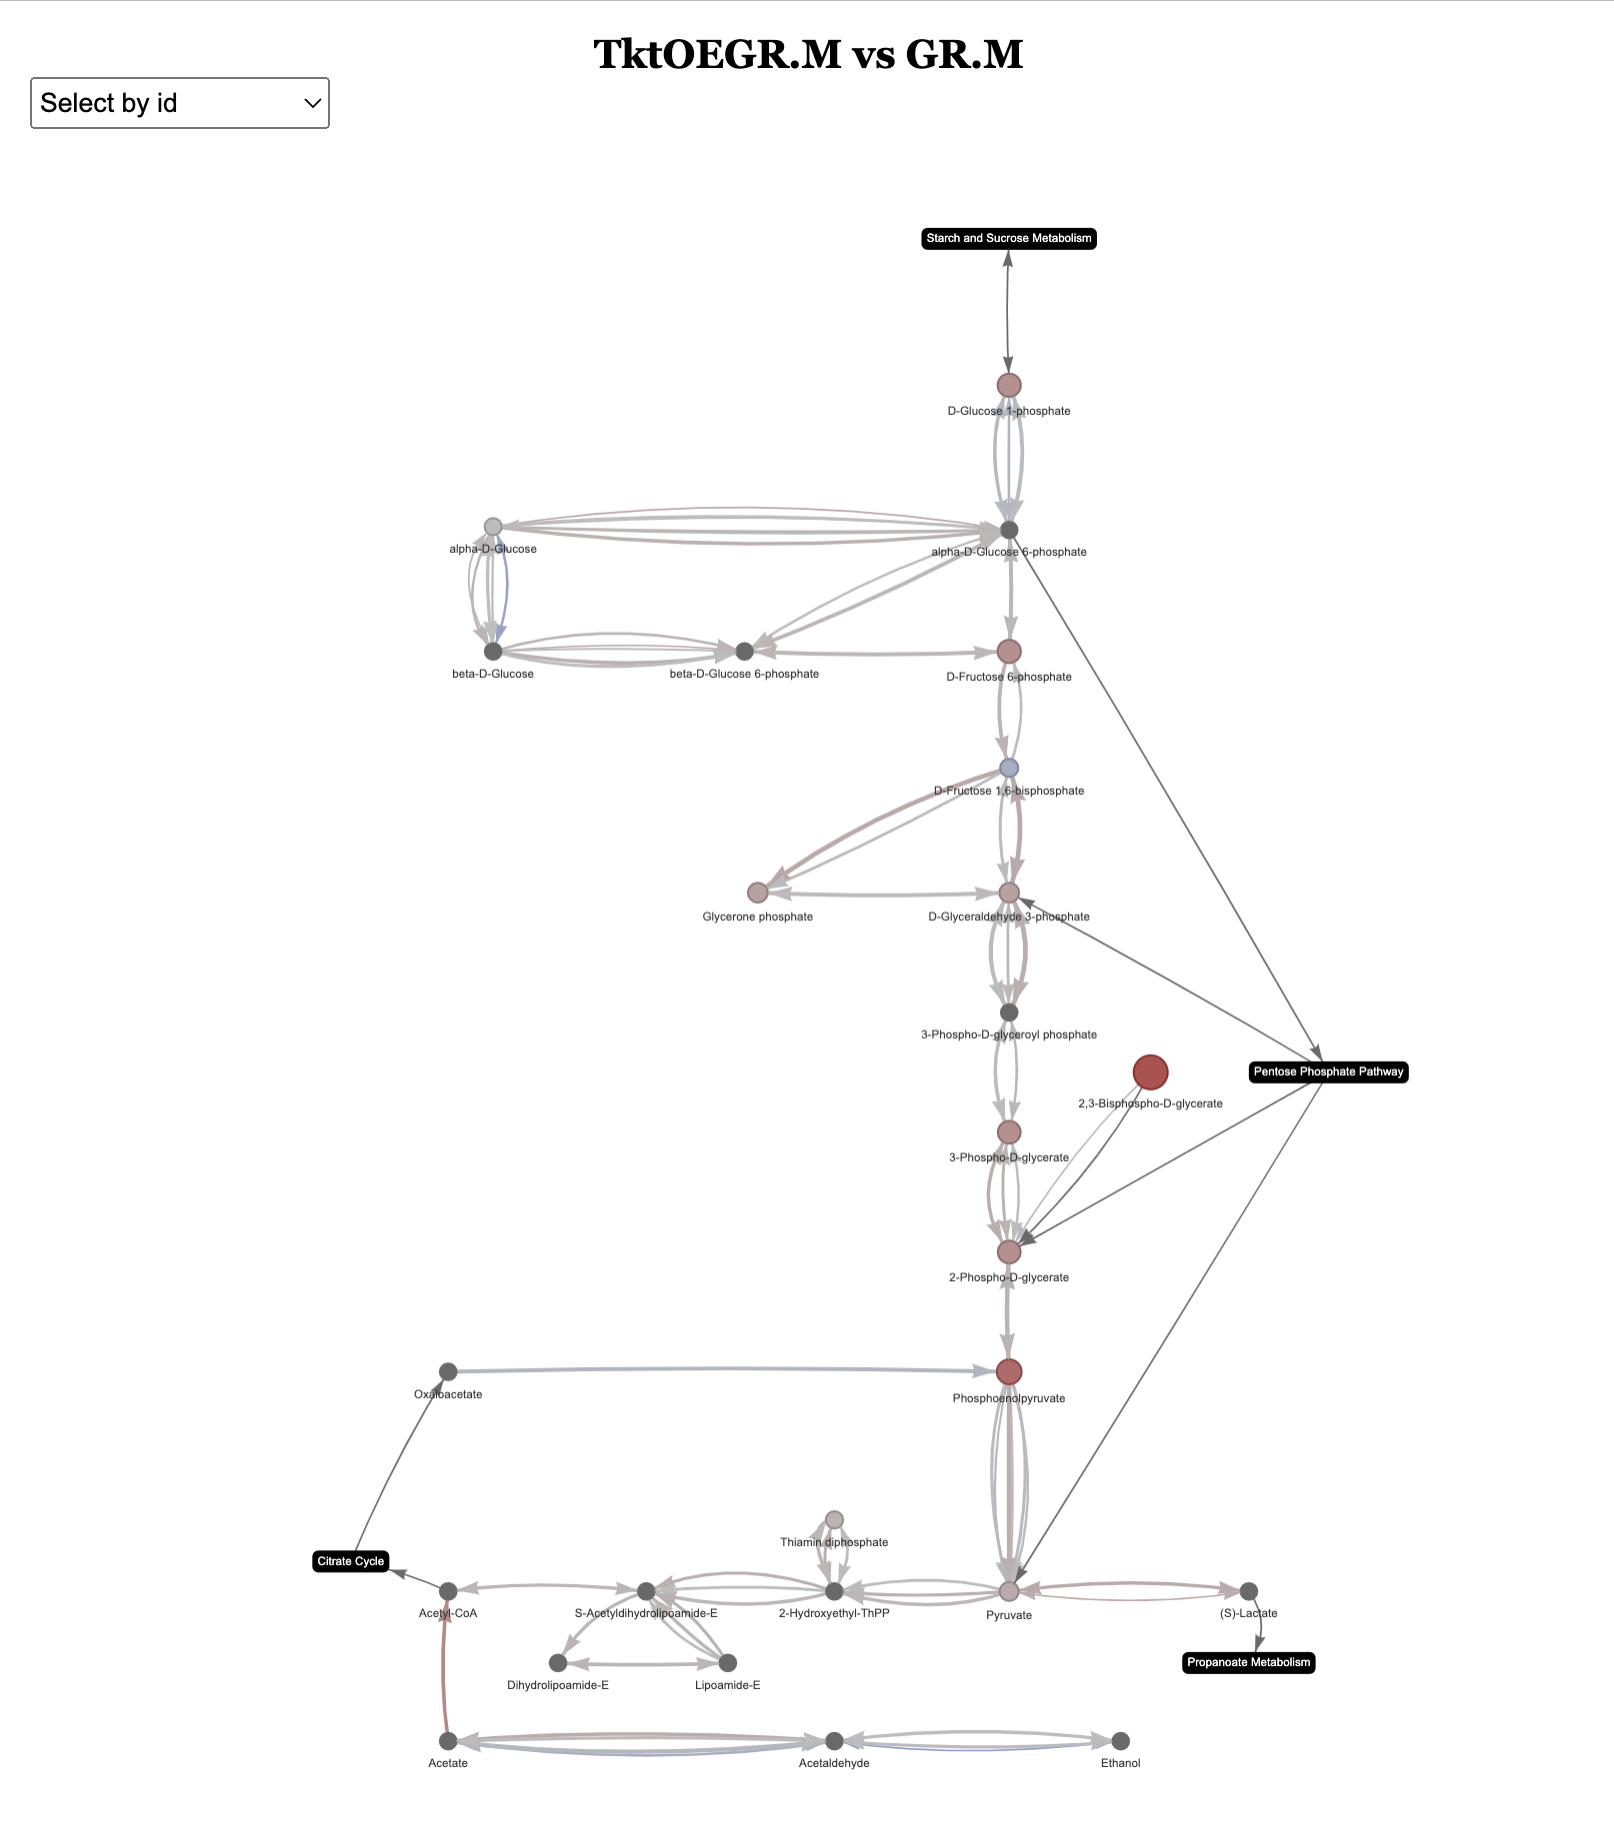 TktOEGR.M vs GR.M
Select by id
Starch and Sucrose Metabolism
D-Glucose 1-phosphate
alpha-D-Glucose
alpha-D-Glucose 6-phosphate
beta-D-Glucose
beta-D-Glucose 6-phosphate
D-Fructose 6-phosphate
D-Fructose 1,6-bisphosphate
Glycerone phosphate
D-Glyceraldehyde 3-phosphate
3-Phospho-D-glyceroyl phosphate
Pentose Phosphate Pathway
2,3-Bisphospho-D-glycerate
3-Phospho-D-glycerate
2-Phospho-D-glycerate
Oxaloacetate
Phosphoenolpyruvate
Thiamin diphosphate
Citrate Cycle
Acetyl-CoA
S-Acetyldihydrolipoamide-E
2-Hydroxyethyl-ThPP
Pyruvate
(S)-Lactate
Propanoate Metabolism
Dihydrolipoamide-E
Lipoamide-E
Acetate
Acetaldehyde
Ethanol